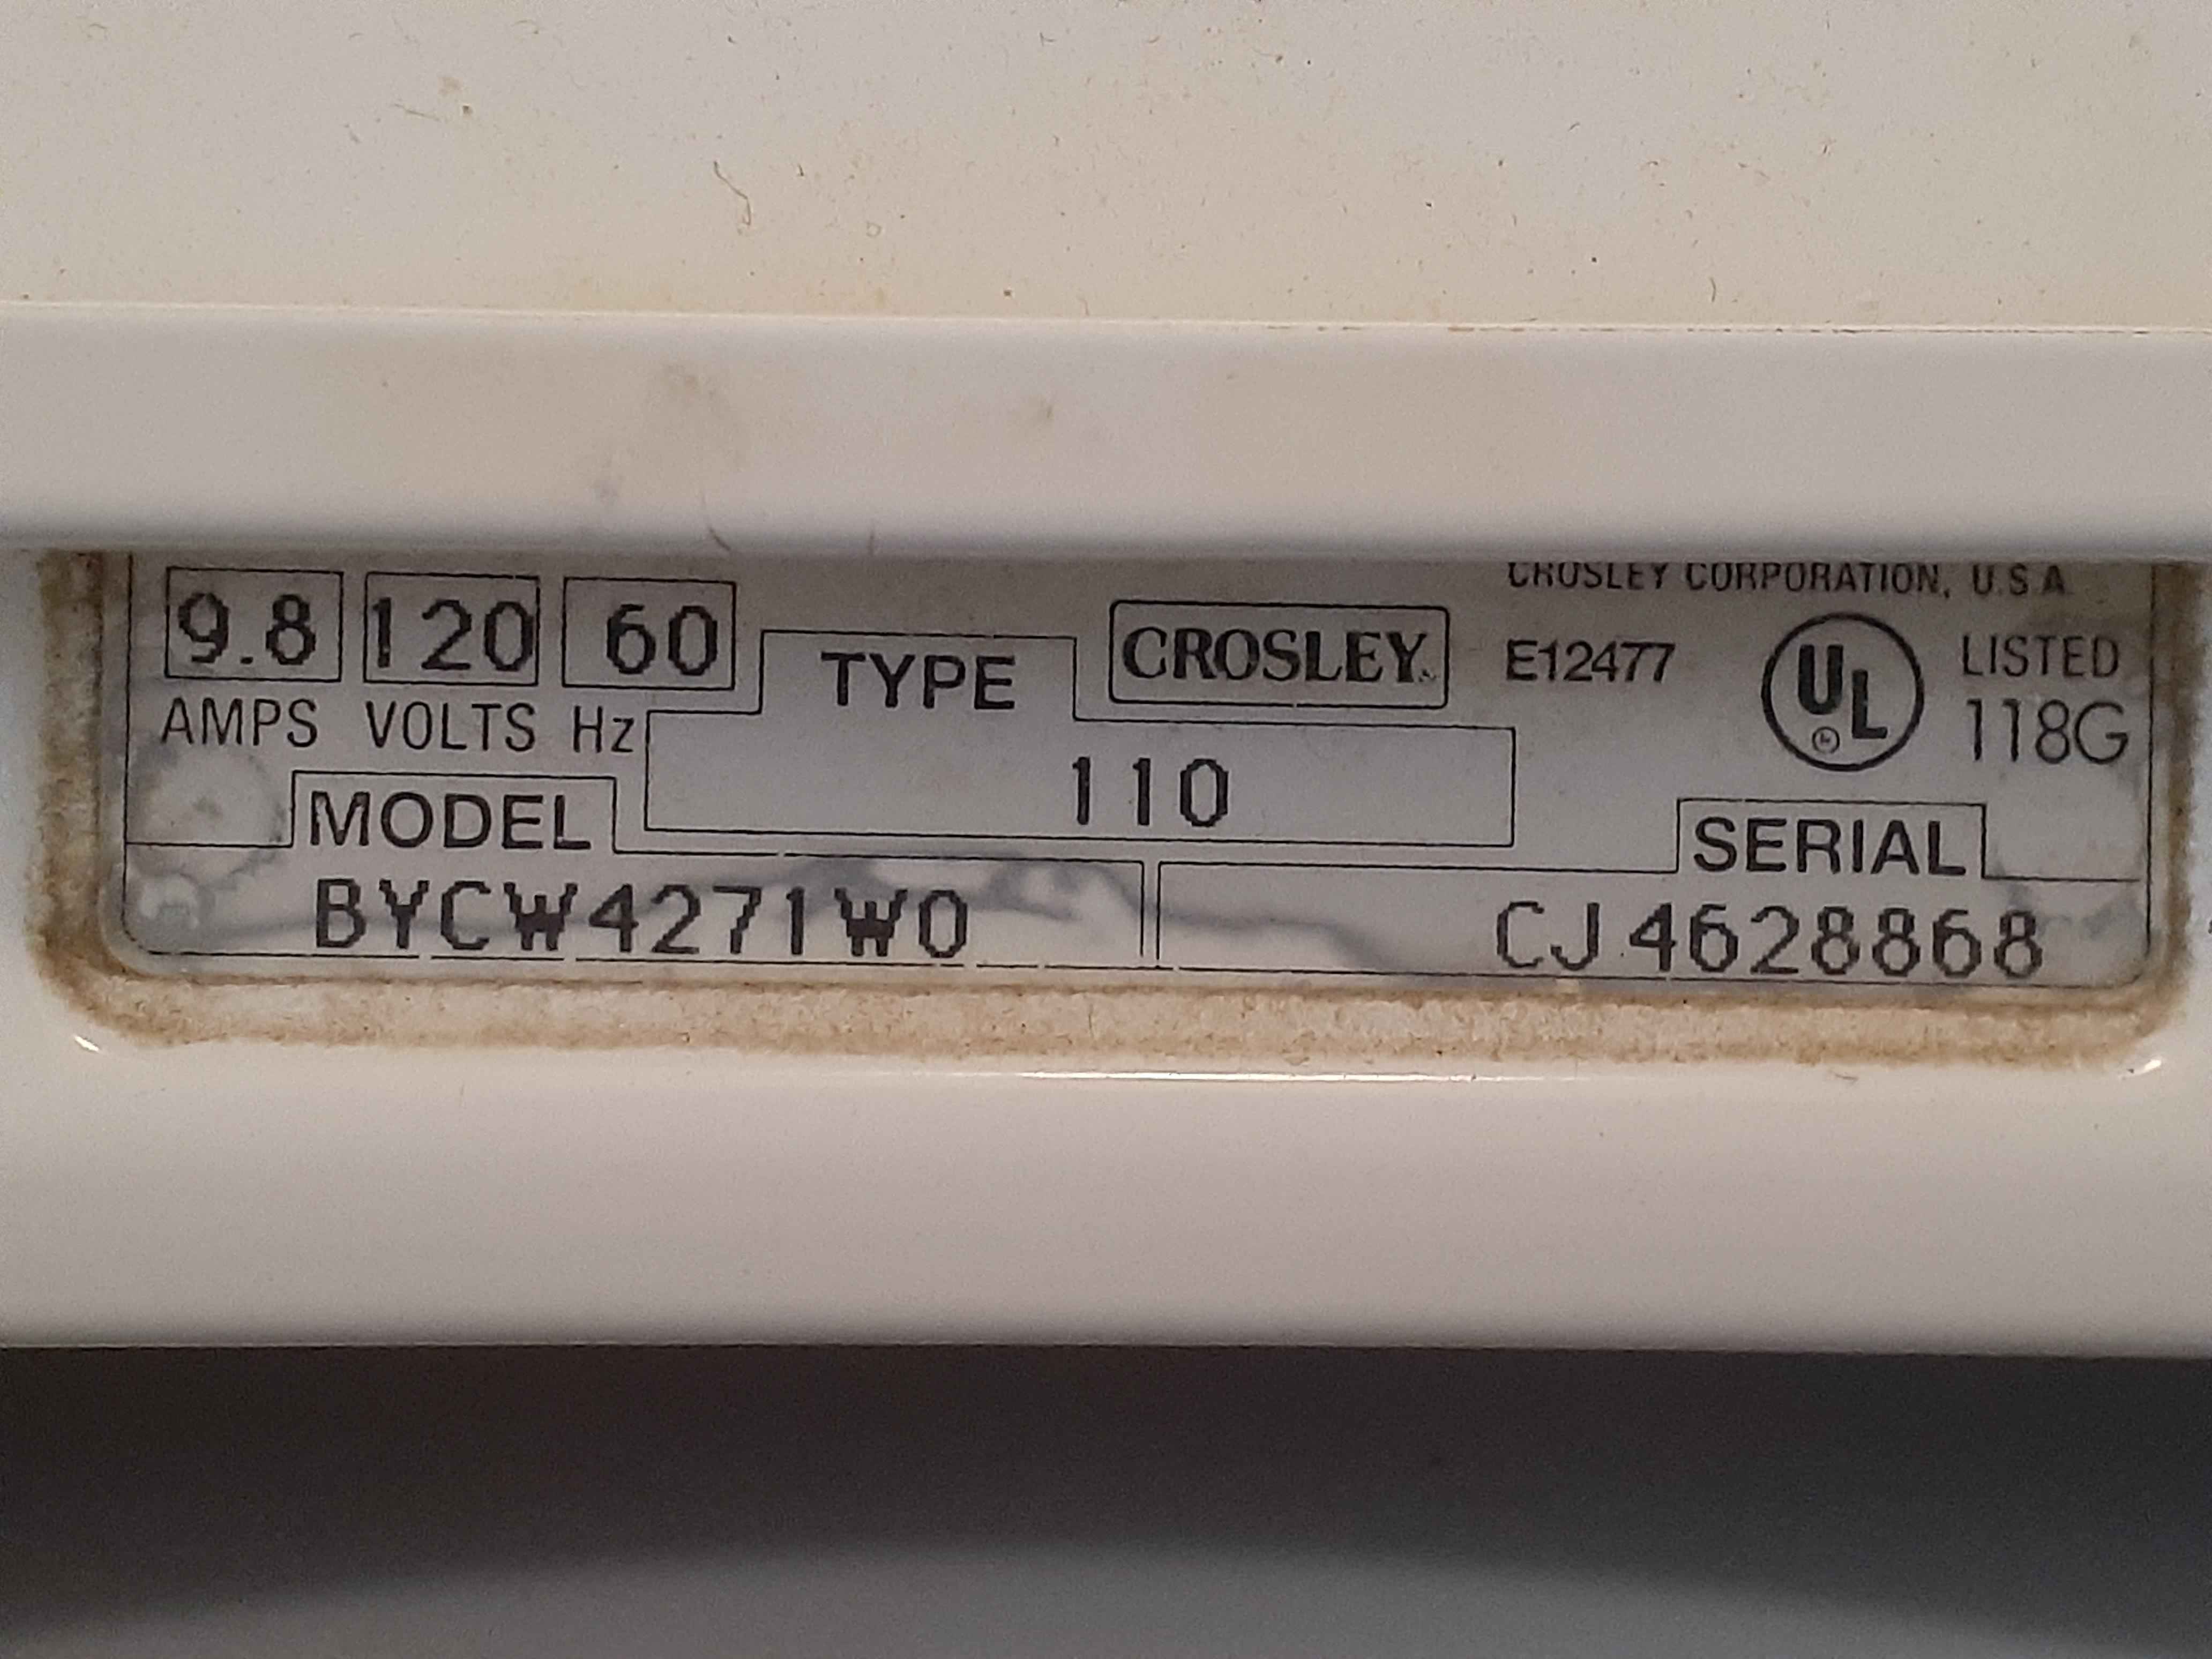 CROSLEY CORPORATION, U.S.A.
9.8 120 60
AMPS VOLTS Hz
TYPE
110
CROSLEY
E12477
UL
LISTED
118G
MODEL
BYCW4271W0
SERIAL
CJ4628868